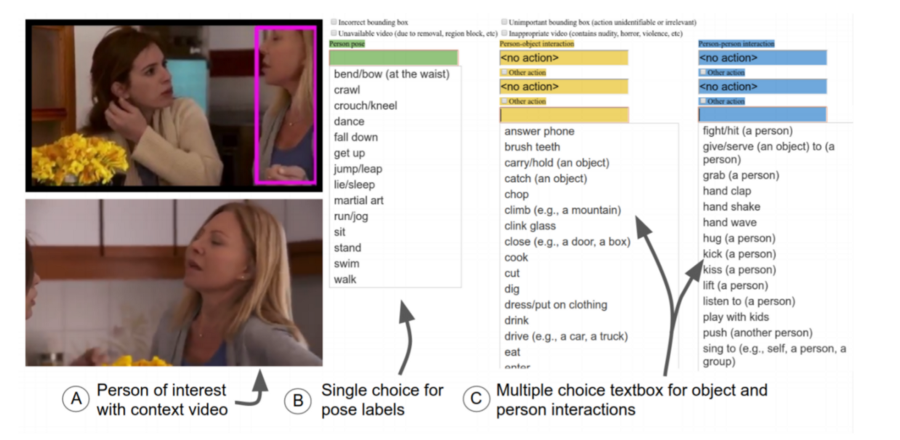 Incorrect bounding box
Unimportant bounding box (action unidentifiable or irrelevant)
Unavailable video (due to removal, region block, etc)
Inappropriate video (contains nudity, horror, violence, etc)
Person pose
bend/bow (at the waist)
crawl
crouch/kneel
dance
fall down
get up
jump/leap
lie/sleep
martial art
run/jog
sit
stand
swim
walk
Person-object interaction
<no action>
Other action
<no action>
Other action
answer phone
brush teeth
carry/hold (an object)
catch (an object)
chop
climb (e.g., a mountain)
clink glass
close (e.g., a door, a box)
cook
cut
dig
dress/put on clothing
drink
drive (e.g., a car, a truck)
eat
enter
Person-person interaction
<no action>
Other action
<no action>
Other action
fight/hit (a person)
give/serve (an object) to (a
person)
grab (a person)
hand clap
hand shake
hand wave
hug (a person)
kick (a person)
kiss (a person)
lift (a person)
listen to (a person)
play with kids
push (another person)
sing to (e.g., self, a person, a
group)
A Person of interest
with context video
B Single choice for
pose labels
C Multiple choice textbox for object and
person interactions